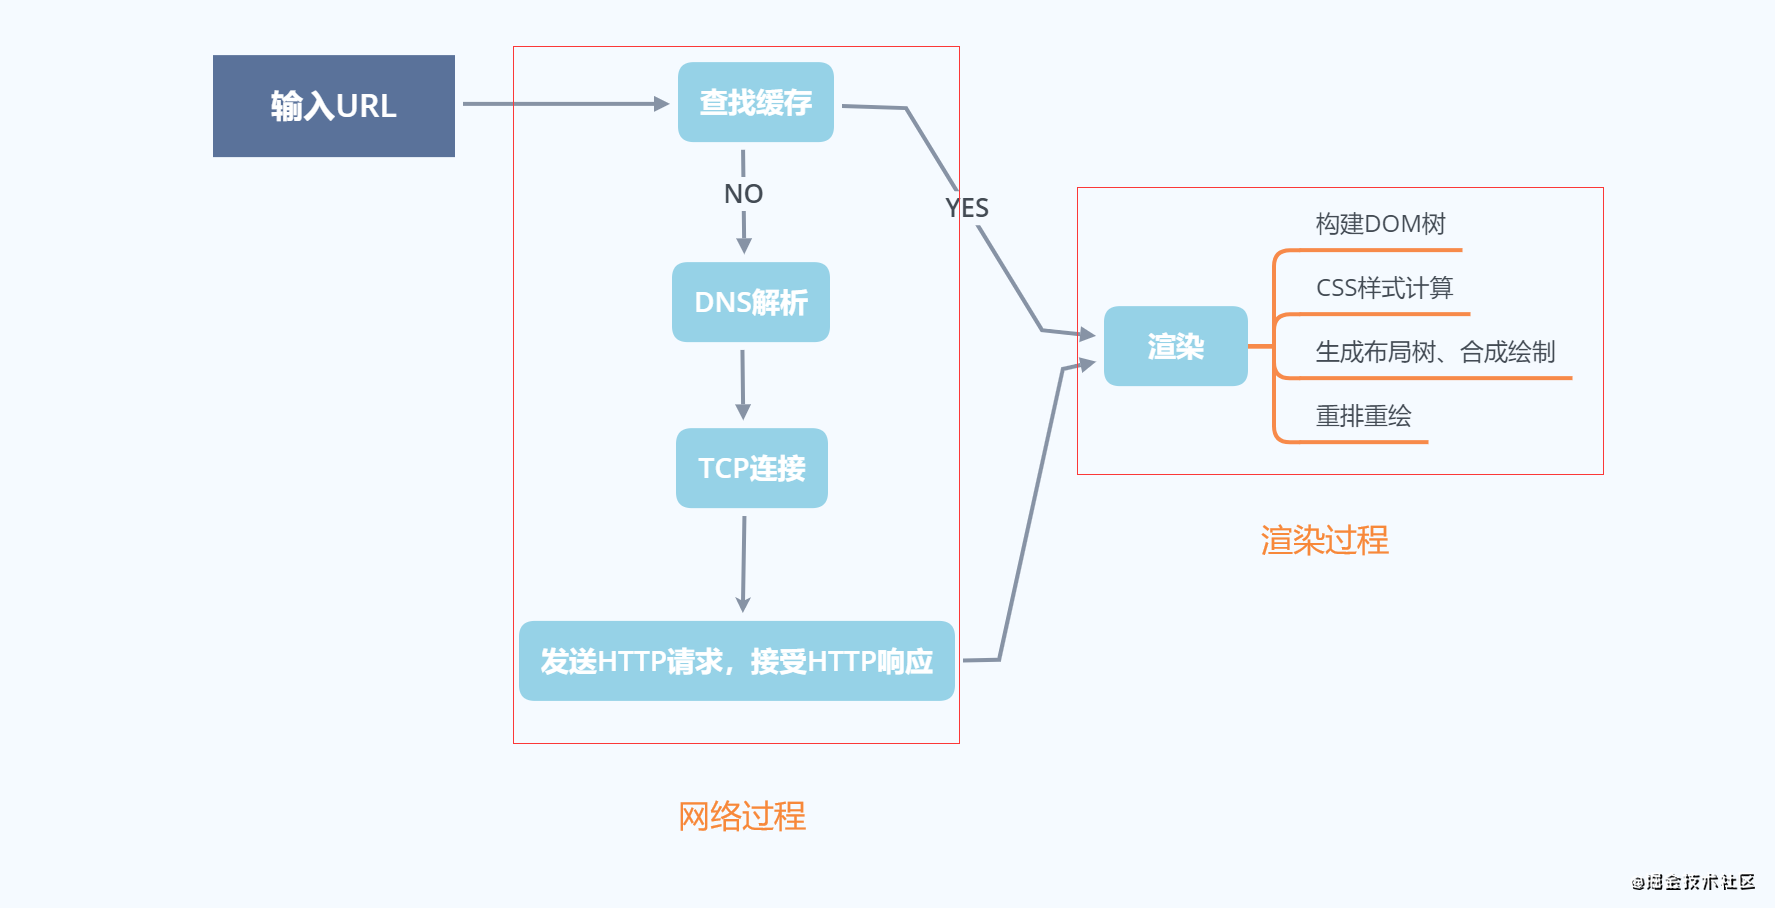 输入URL
查找缓存
NO
YES
DNS解析
TCP连接
发送HTTP请求，接受HTTP响应
网络过程
渲染
构建DOM树
CSS样式计算
生成布局树、合成绘制
重排重绘
渲染过程
@掘金技术社区